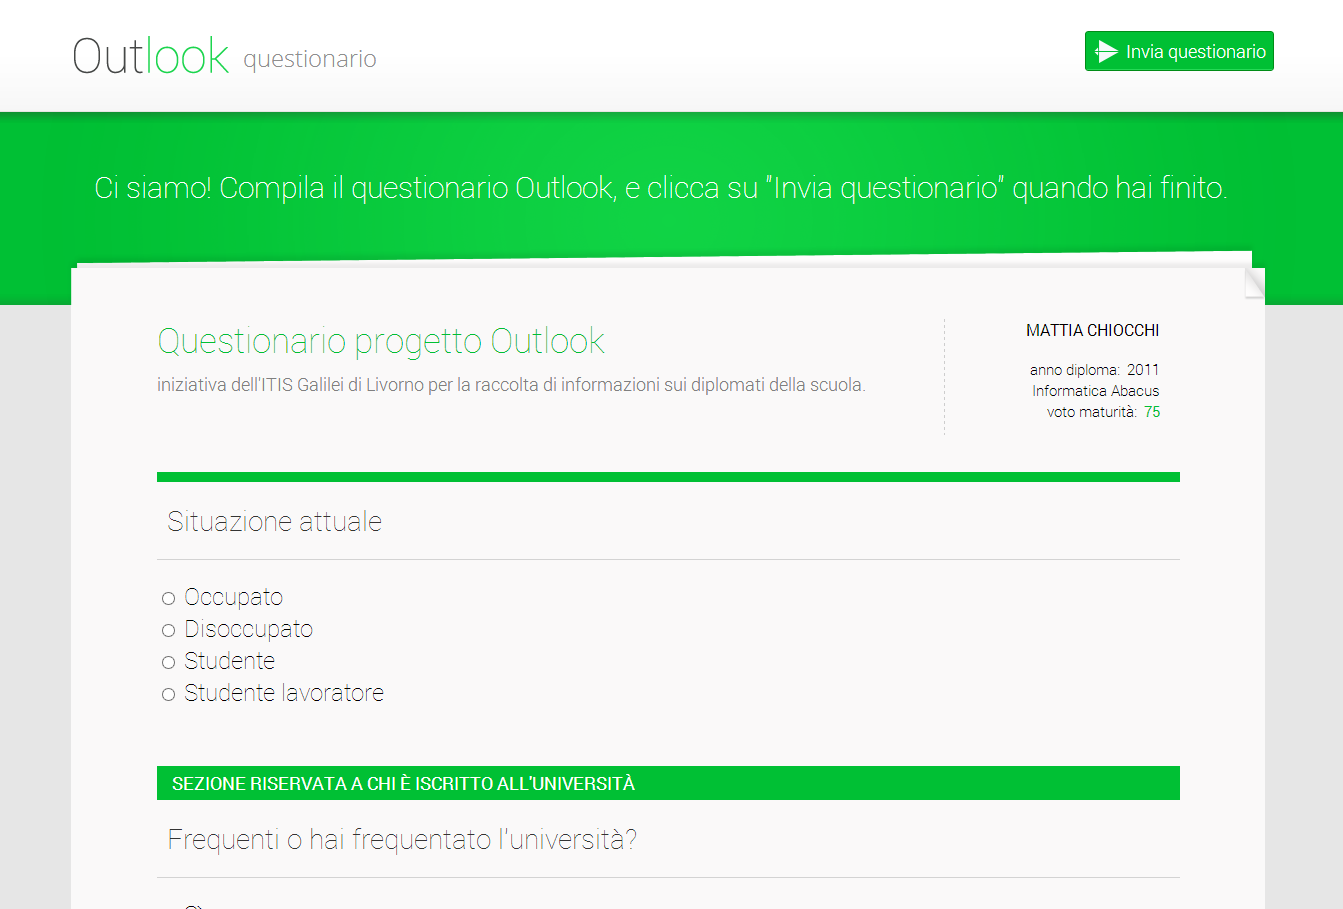 Outlook questionario
Invia questionario
Ci siamo! Compila il questionario Outlook, e clicca su "Invia questionario" quando hai finito.
Questionario progetto Outlook
iniziativa dell'ITIS Galilei di Livorno per la raccolta di informazioni sui diplomati della scuola.
MATTIA CHIOCCHI
anno diploma: 2011
Informatica Abacus
voto maturità: 75
Situazione attuale
Occupato
Disoccupato
Studente
Studente lavoratore
SEZIONE RISERVATA A CHI È ISCRITTO ALL'UNIVERSITÀ
Frequenti o hai frequentato l'università?